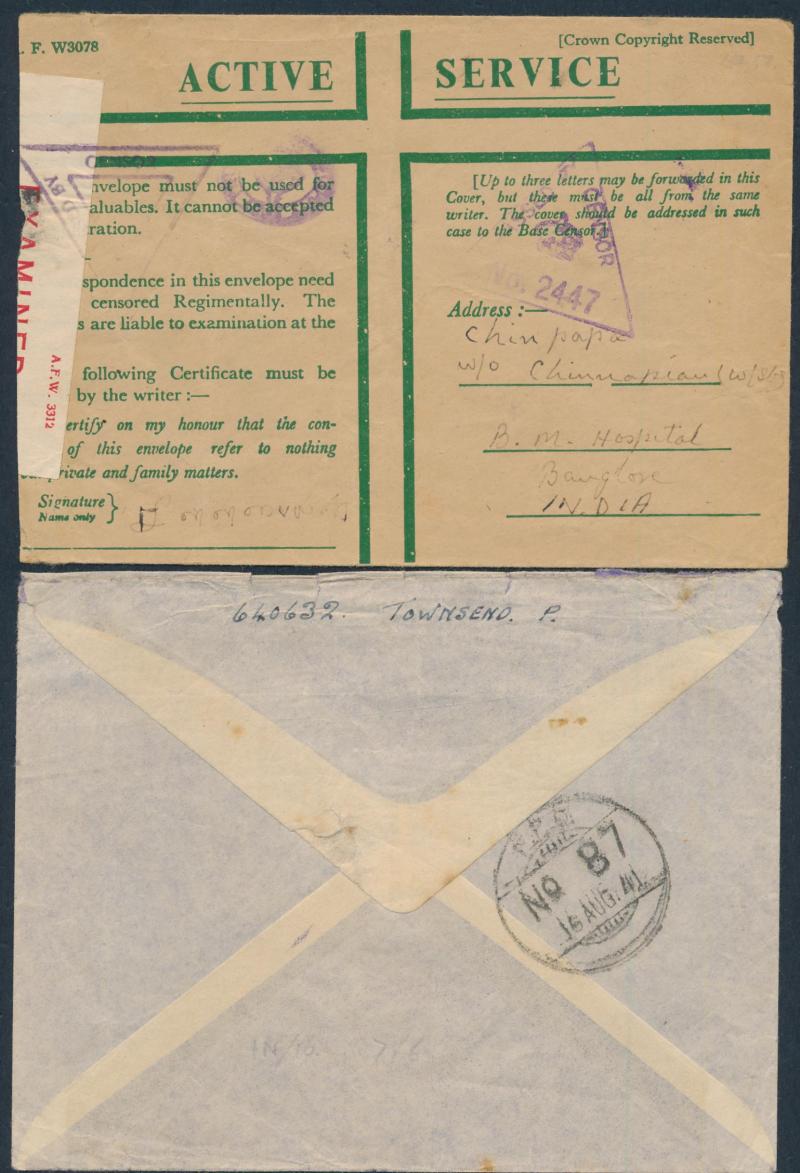 . F. W3078
[Crown Copyright Reserved]
ACTIVE SERVICE
nvelope must not be used for
aluables. It cannot be accepted
ration.
spondence in this envelope need
censored Regimentally. The
s are liable to examination at the
following Certificate must be
by the writer :—
ertify on my honour that the con-
of this envelope refer to nothing
private and family matters.
Signature
Name only
EXAMINER
A.F.W. 3312
D BY
[Up to three letters may be forwarded in this
Cover, but these must be all from the same
writer. The cover should be addressed in such
case to the Base Censor.]
CENSOR
No. 2447
Address :—
Chinpapa
w/o Chinnapian
B. M. Hospital
Banglore
INDIA
640632. TOWNSEND. P.
No 87
16 AUG. 41